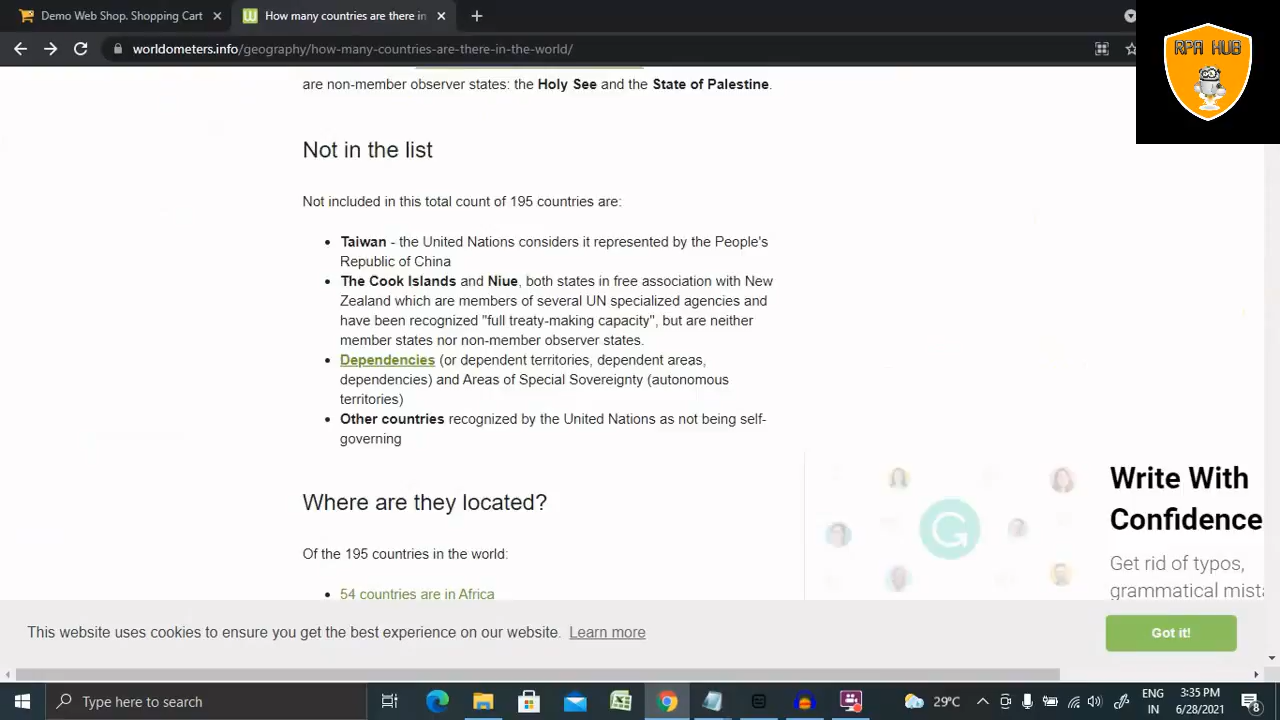 Demo Web Shop. Shopping Cart
How many countries are there in
worldometers.info/geography/how-many-countries-are-there-in-the-world/
RPA HUB
are non-member observer states: the Holy See and the State of Palestine.
Not in the list
Not included in this total count of 195 countries are:
Taiwan - the United Nations considers it represented by the People's
Republic of China
The Cook Islands and Niue, both states in free association with New
Zealand which are members of several UN specialized agencies and
have been recognized "full treaty-making capacity", but are neither
member states nor non-member observer states.
Dependencies (or dependent territories, dependent areas,
dependencies) and Areas of Special Sovereignty (autonomous
territories)
Other countries recognized by the United Nations as not being self-
governing
Where are they located?
Of the 195 countries in the world:
54 countries are in Africa
Write With
Confidence
Get rid of typos,
grammatical mist
This website uses cookies to ensure you get the best experience on our website. Learn more
Got it!
Type here to search
29°C
ENG
IN
3:35 PM
6/28/2021
8